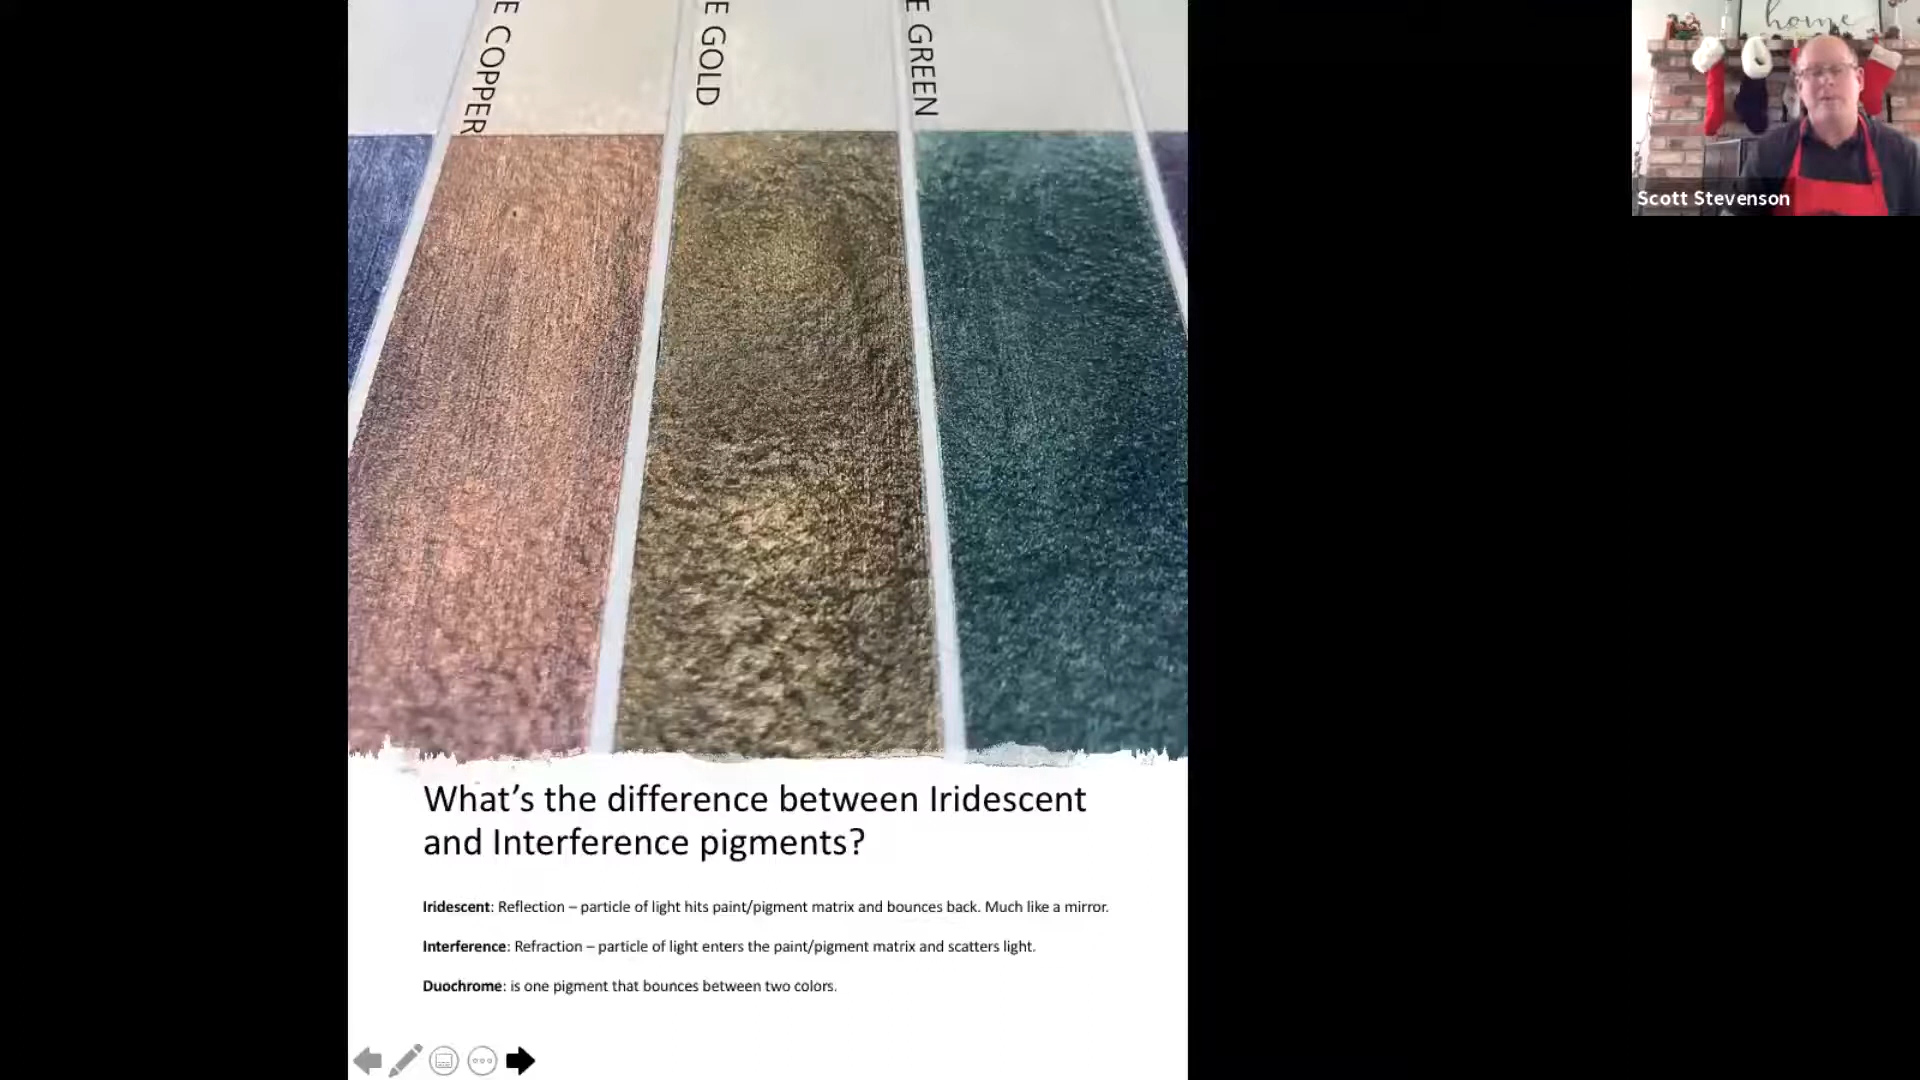 E COPPER
E GOLD
E GREEN
home
Scott Stevenson
What’s the difference between Iridescent
and Interference pigments?
Iridescent: Reflection – particle of light hits paint/pigment matrix and bounces back. Much like a mirror.
Interference: Refraction – particle of light enters the paint/pigment matrix and scatters light.
Duochrome: is one pigment that bounces between two colors.